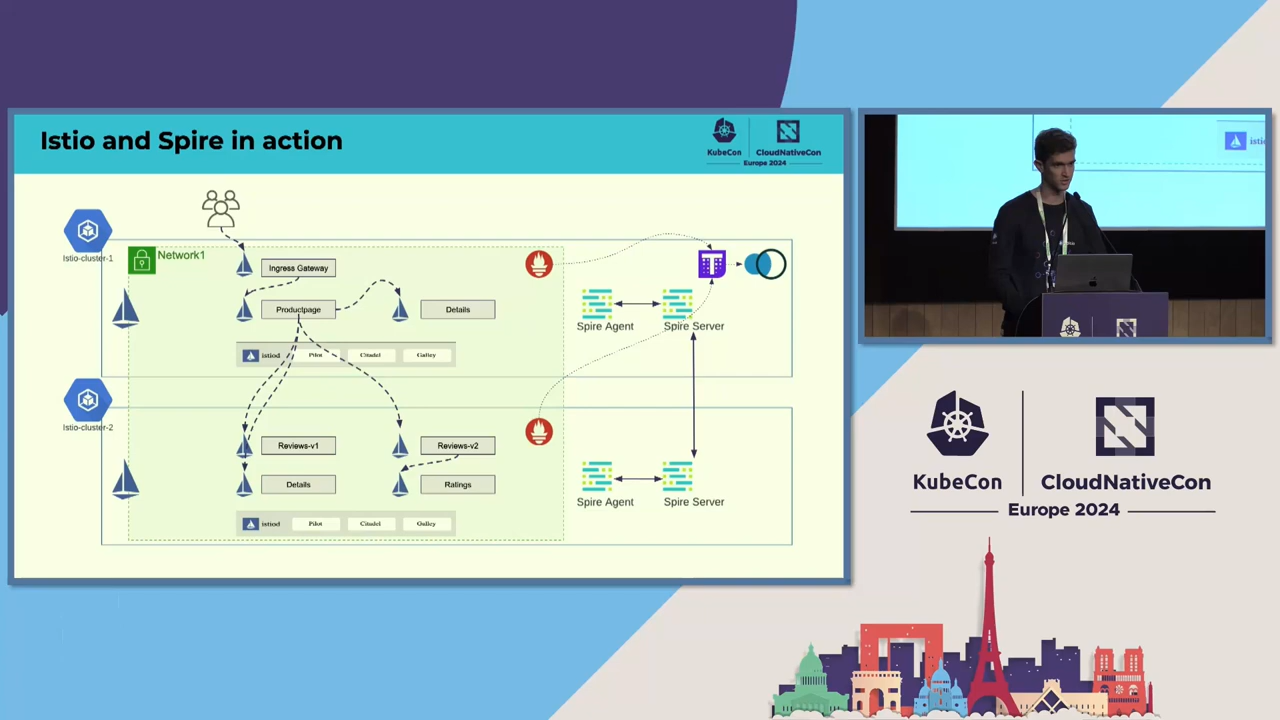 Istio and Spire in action
KubeCon
CloudNativeCon
Europe 2024
Istio-cluster-1
Network1
Ingress Gateway
Productpage
Details
istiod
Pilot
Citadel
Galley
Spire Agent
Spire Server
T
Istio-cluster-2
Reviews-v1
Reviews-v2
Details
Ratings
istiod
Pilot
Citadel
Galley
Spire Agent
Spire Server
istio
KubeCon
CloudNativeCon
Europe 2024